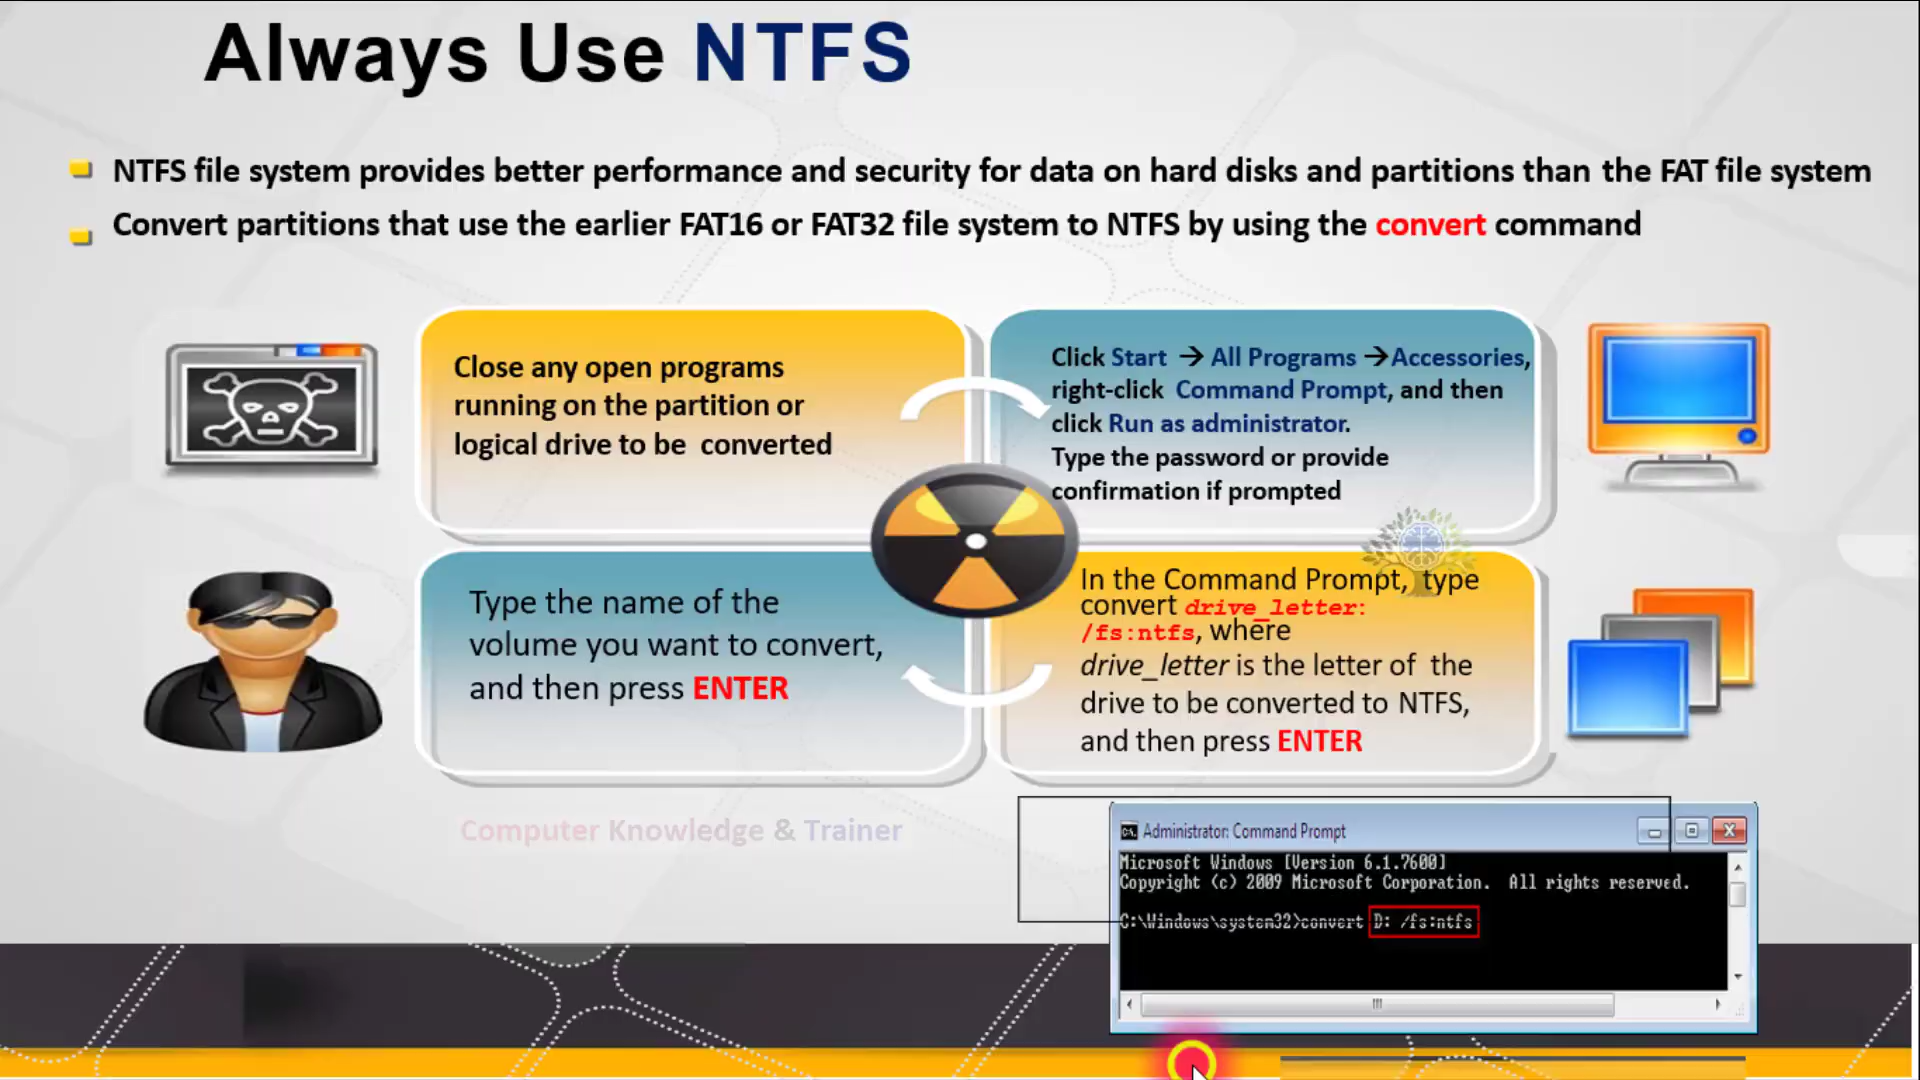 Always Use NTFS
NTFS file system provides better performance and security for data on hard disks and partitions than the FAT file system
Convert partitions that use the earlier FAT16 or FAT32 file system to NTFS by using the convert command
Close any open programs
running on the partition or
logical drive to be converted
Click Start → All Programs →Accessories,
right-click Command Prompt, and then
click Run as administrator.
Type the password or provide
confirmation if prompted
Type the name of the
volume you want to convert,
and then press ENTER
In the Command Prompt, type
convert drive_letter:
/fs:ntfs, where
drive_letter is the letter of the
drive to be converted to NTFS,
and then press ENTER
Computer Knowledge & Trainer
Administrator: Command Prompt
Microsoft Windows [Version 6.1.7600]
Copyright (c) 2009 Microsoft Corporation. All rights reserved.
C:\Windows\system32>convert D: /fs:ntfs